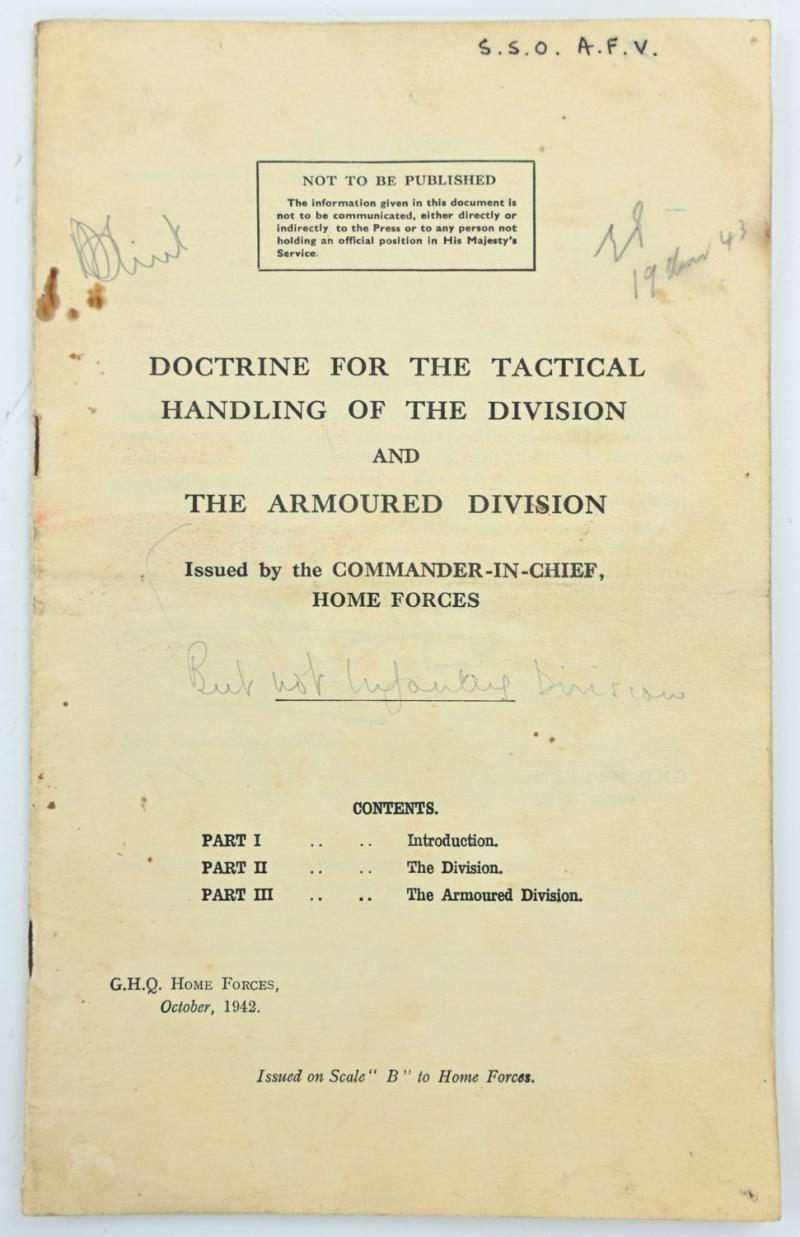 S.S.O. A.F.V.
NOT TO BE PUBLISHED
The information given in this document is
not to be communicated, either directly or
indirectly to the Press or to any person not
holding an official position in His Majesty's
Service.
19 43
DOCTRINE FOR THE TACTICAL
HANDLING OF THE DIVISION
AND
THE ARMOURED DIVISION
Issued by the COMMANDER-IN-CHIEF,
HOME FORCES
But not Infantry Division
CONTENTS.
PART I .. .. Introduction.
PART II .. .. The Division.
PART III .. .. The Armoured Division.
G.H.Q. HOME FORCES,
October, 1942.
Issued on Scale " B " to Home Forces.